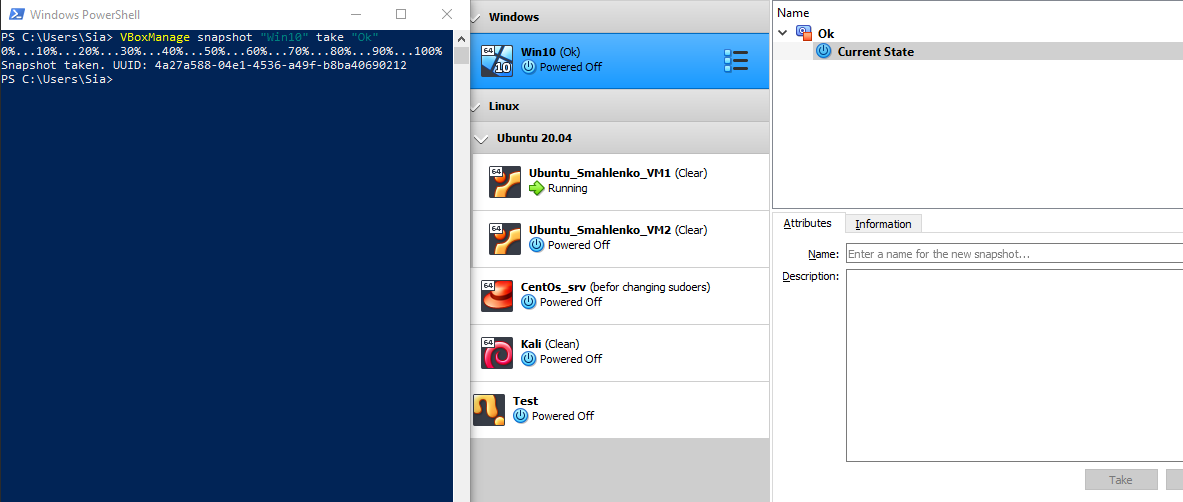 Windows PowerShell
PS C:\Users\Sia> VBoxManage snapshot "Win10" take "Ok"
0%...10%...20%...30%...40%...50%...60%...70%...80%...90%...100%
Snapshot taken. UUID: 4a27a588-04e1-4536-a49f-b8ba40690212
PS C:\Users\Sia>
Windows
64
10
Win10 (Ok)
Powered Off
Linux
Ubuntu 20.04
64
Ubuntu_Smahlenko_VM1 (Clear)
Running
64
Ubuntu_Smahlenko_VM2 (Clear)
Powered Off
64
CentOs_srv (befor changing sudoers)
Powered Off
64
Kali (Clean)
Powered Off
Test
Powered Off
Name
Ok
Current State
Attributes
Information
Name:
Enter a name for the new snapshot...
Description:
Take